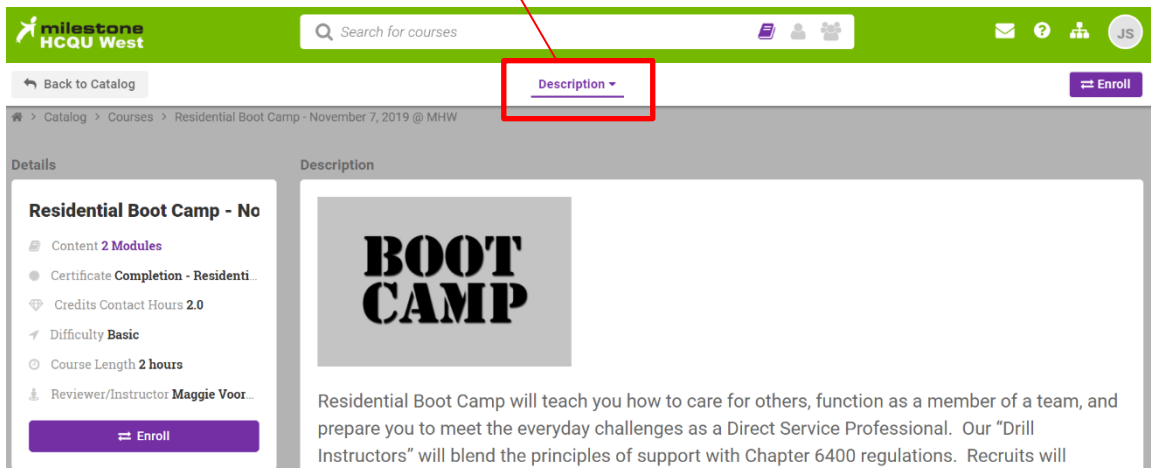 milestone
HCQU West
Search for courses
JS
Back to Catalog
Description
Enroll
> Catalog > Courses > Residential Boot Camp - November 7, 2019 @ MHW
Details
Description
Residential Boot Camp - No
Content 2 Modules
Certificate Completion - Residenti...
Credits Contact Hours 2.0
Difficulty Basic
Course Length 2 hours
Reviewer/Instructor Maggie Voor...
Enroll
BOOT
CAMP
Residential Boot Camp will teach you how to care for others, function as a member of a team, and
prepare you to meet the everyday challenges as a Direct Service Professional.  Our “Drill
Instructors” will blend the principles of support with Chapter 6400 regulations.  Recruits will